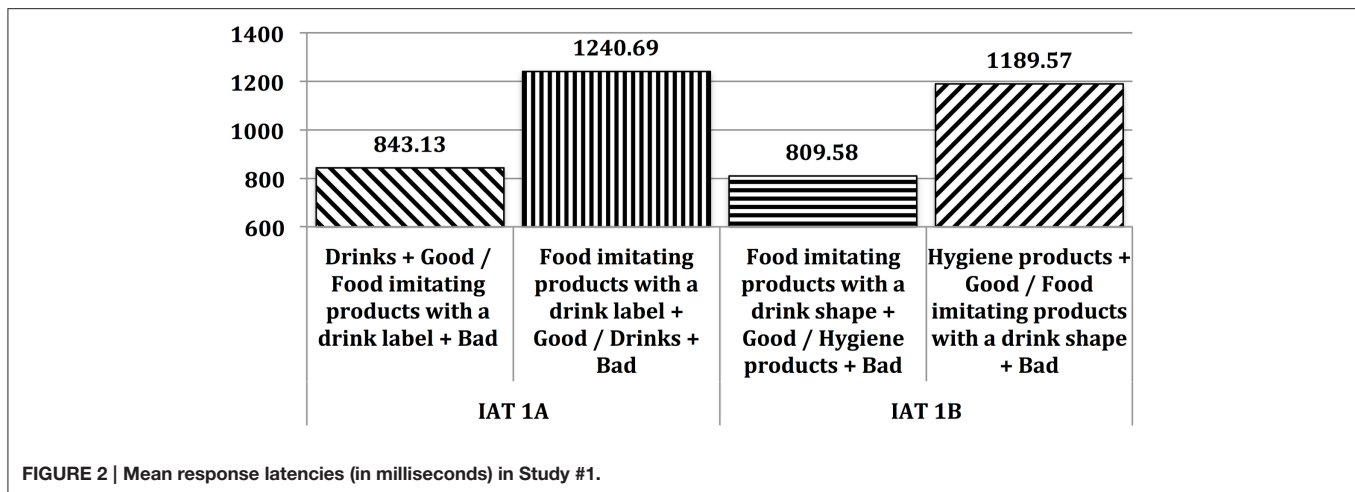 1400
1200
1000
800
600
843.13
1240.69
809.58
1189.57
Drinks + Good /
Food imitating
products with a
drink label + Bad
Food imitating
products with a
drink label +
Good / Drinks +
Bad
Food imitating
products with a
drink shape +
Good / Hygiene
products + Bad
Hygiene products +
Good / Food
imitating products
with a drink shape
+ Bad
IAT 1A
IAT 1B
FIGURE 2 | Mean response latencies (in milliseconds) in Study #1.